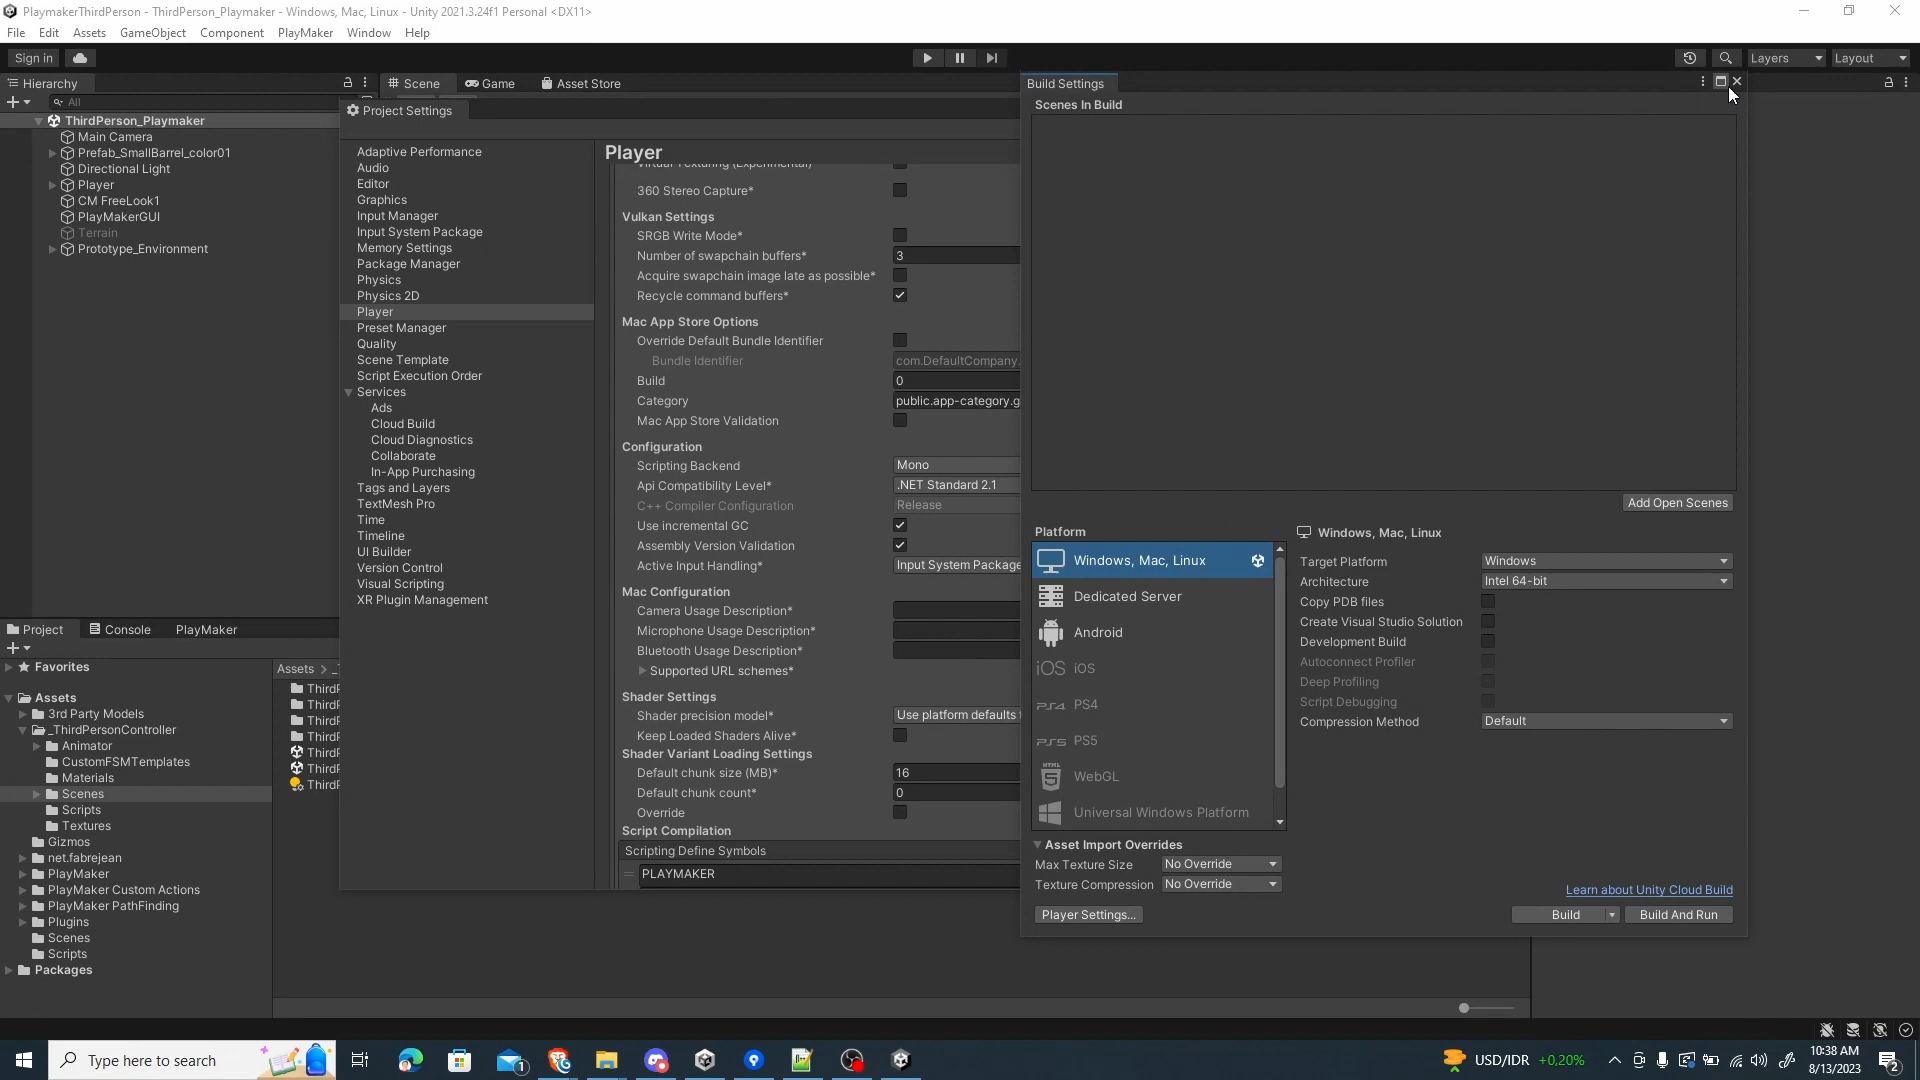 PlaymakerThirdPerson - ThirdPerson_Playmaker - Windows, Mac, Linux - Unity 2021.3.24f1 Personal <DX11>
File Edit Assets GameObject Component PlayMaker Window Help
Sign in
Layers
Layout
Hierarchy
All
ThirdPerson_Playmaker
Main Camera
Prefab_SmallBarrel_color01
Directional Light
Player
CM FreeLook1
PlayMakerGUI
Terrain
Prototype_Environment
Scene
Game
Asset Store
Project Settings
Adaptive Performance
Audio
Editor
Graphics
Input Manager
Input System Package
Memory Settings
Package Manager
Physics
Physics 2D
Player
Preset Manager
Quality
Scene Template
Script Execution Order
Services
Ads
Cloud Build
Cloud Diagnostics
Collaborate
In-App Purchasing
Tags and Layers
TextMesh Pro
Time
Timeline
UI Builder
Version Control
Visual Scripting
XR Plugin Management
Player
Virtual Texturing (Experimental)
360 Stereo Capture*
Vulkan Settings
SRGB Write Mode*
Number of swapchain buffers* 3
Acquire swapchain image late as possible*
Recycle command buffers*
Mac App Store Options
Override Default Bundle Identifier
Bundle Identifier com.DefaultCompany.
Build 0
Category public.app-category.g
Mac App Store Validation
Configuration
Scripting Backend Mono
Api Compatibility Level* .NET Standard 2.1
C++ Compiler Configuration Release
Use incremental GC
Assembly Version Validation
Active Input Handling* Input System Package
Mac Configuration
Camera Usage Description*
Microphone Usage Description*
Bluetooth Usage Description*
Supported URL schemes*
Shader Settings
Shader precision model* Use platform defaults
Keep Loaded Shaders Alive*
Shader Variant Loading Settings
Default chunk size (MB)* 16
Default chunk count* 0
Override
Script Compilation
Scripting Define Symbols
PLAYMAKER
Build Settings
Scenes In Build
Add Open Scenes
Platform
Windows, Mac, Linux
Dedicated Server
Android
iOS iOS
PS4 PS4
PS5 PS5
WebGL
Universal Windows Platform
Windows, Mac, Linux
Target Platform Windows
Architecture Intel 64-bit
Copy PDB files
Create Visual Studio Solution
Development Build
Autoconnect Profiler
Deep Profiling
Script Debugging
Compression Method Default
Asset Import Overrides
Max Texture Size No Override
Texture Compression No Override
Learn about Unity Cloud Build
Player Settings...
Build
Build And Run
Project
Console
PlayMaker
Favorites
Assets
3rd Party Models
_ThirdPersonController
Animator
CustomFSMTemplates
Materials
Scenes
Scripts
Textures
Gizmos
net.fabrejean
PlayMaker
PlayMaker Custom Actions
PlayMaker PathFinding
Plugins
Scenes
Scripts
Packages
Assets >
ThirdP
ThirdP
ThirdP
ThirdP
ThirdP
ThirdP
ThirdP
Type here to search
1
USD/IDR +0,20%
10:38 AM
8/13/2023
2